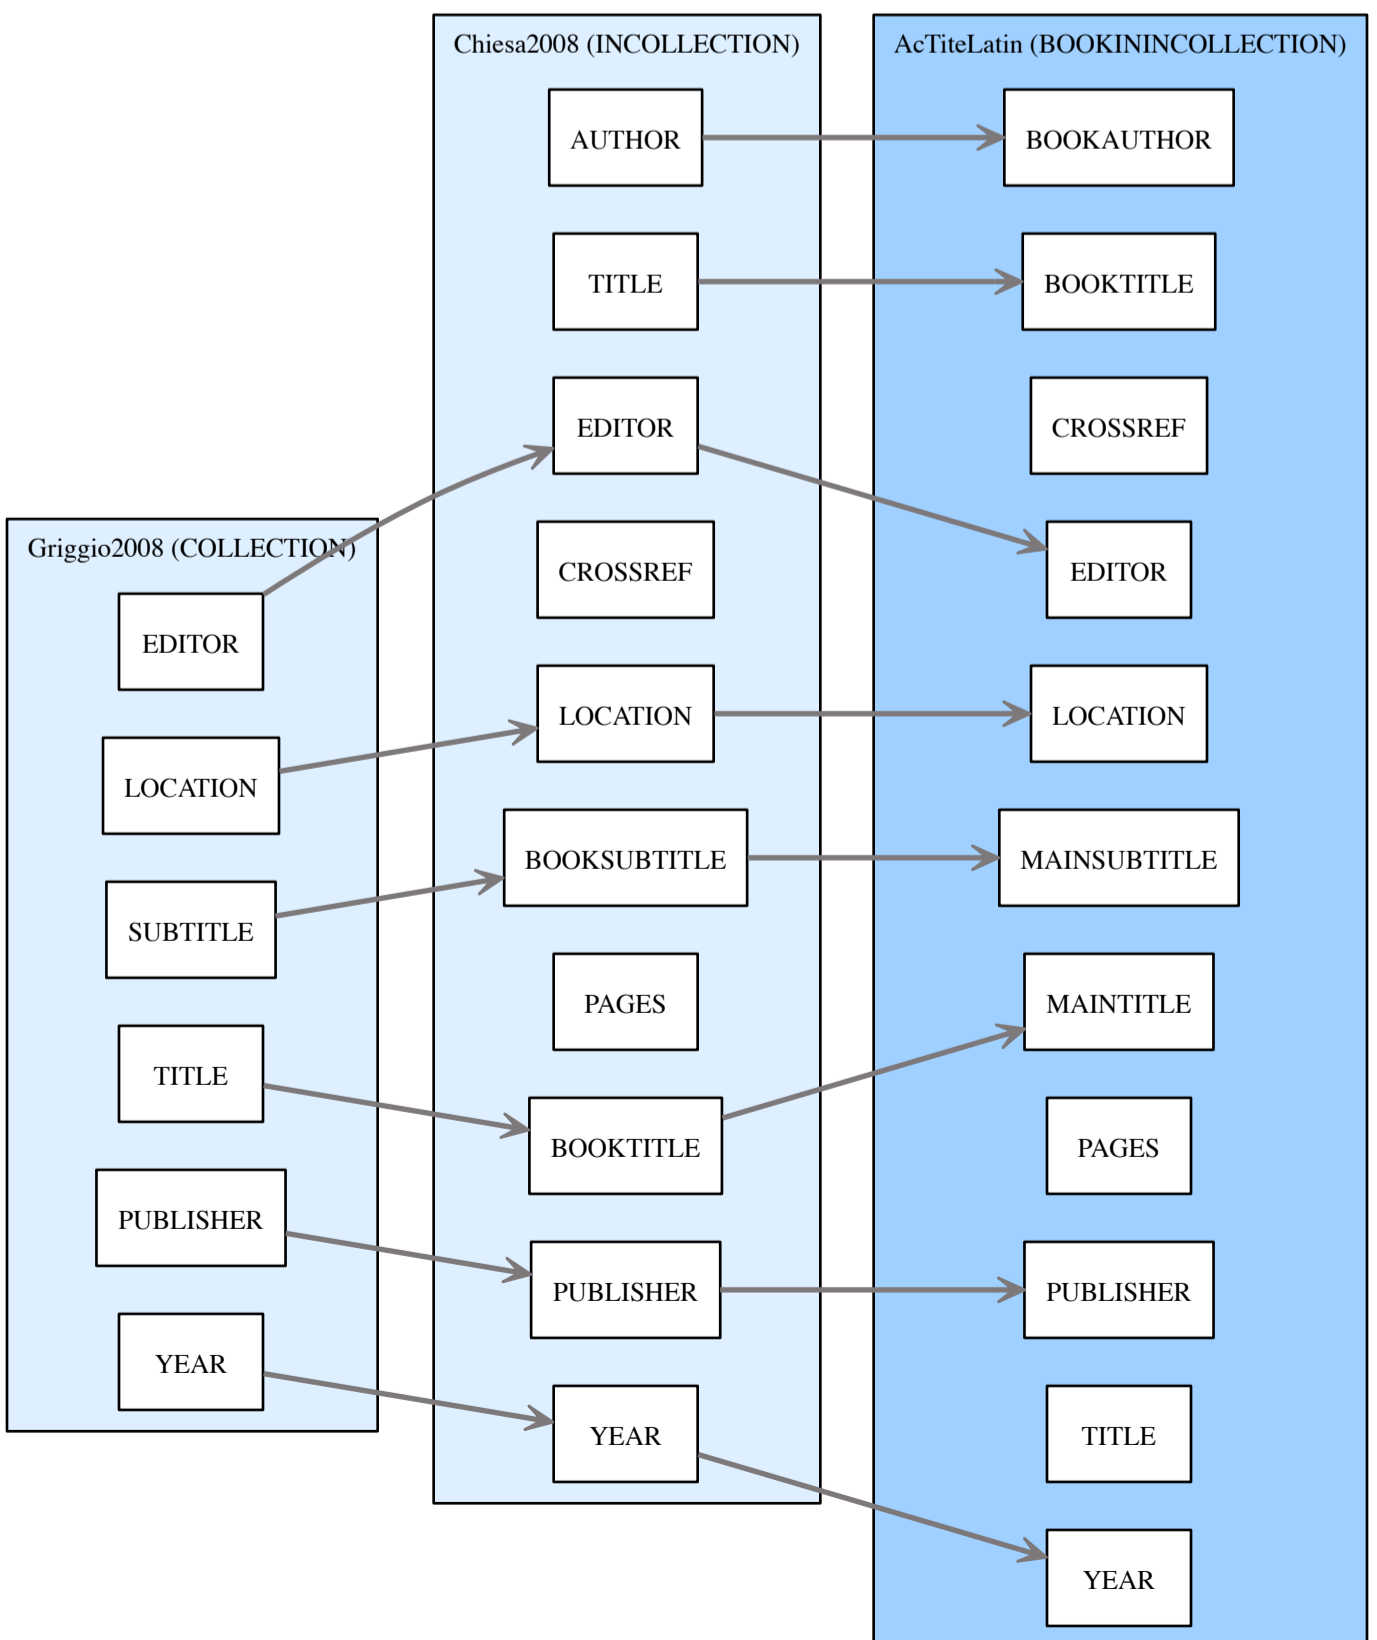 Griggio2008 (COLLECTION)
EDITOR
LOCATION
SUBTITLE
TITLE
PUBLISHER
YEAR
Chiesa2008 (INCOLLECTION)
AUTHOR
TITLE
EDITOR
CROSSREF
LOCATION
BOOKSUBTITLE
PAGES
BOOKTITLE
PUBLISHER
YEAR
AcTiteLatin (BOOKININCOLLECTION)
BOOKAUTHOR
BOOKTITLE
CROSSREF
EDITOR
LOCATION
MAINSUBTITLE
MAINTITLE
PAGES
PUBLISHER
TITLE
YEAR